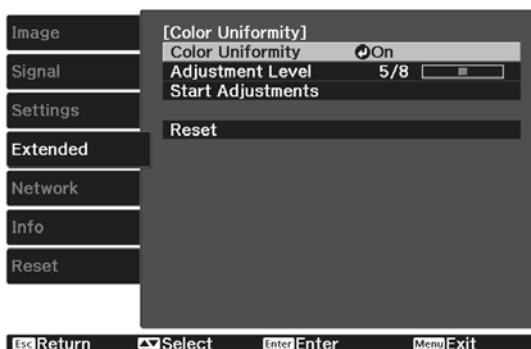 Image
Signal
Settings
Extended
Network
Info
Reset
[Color Uniformity]
Color Uniformity On
Adjustment Level 5/8
Start Adjustments
Reset
Esc Return Select Enter Enter Menu Exit